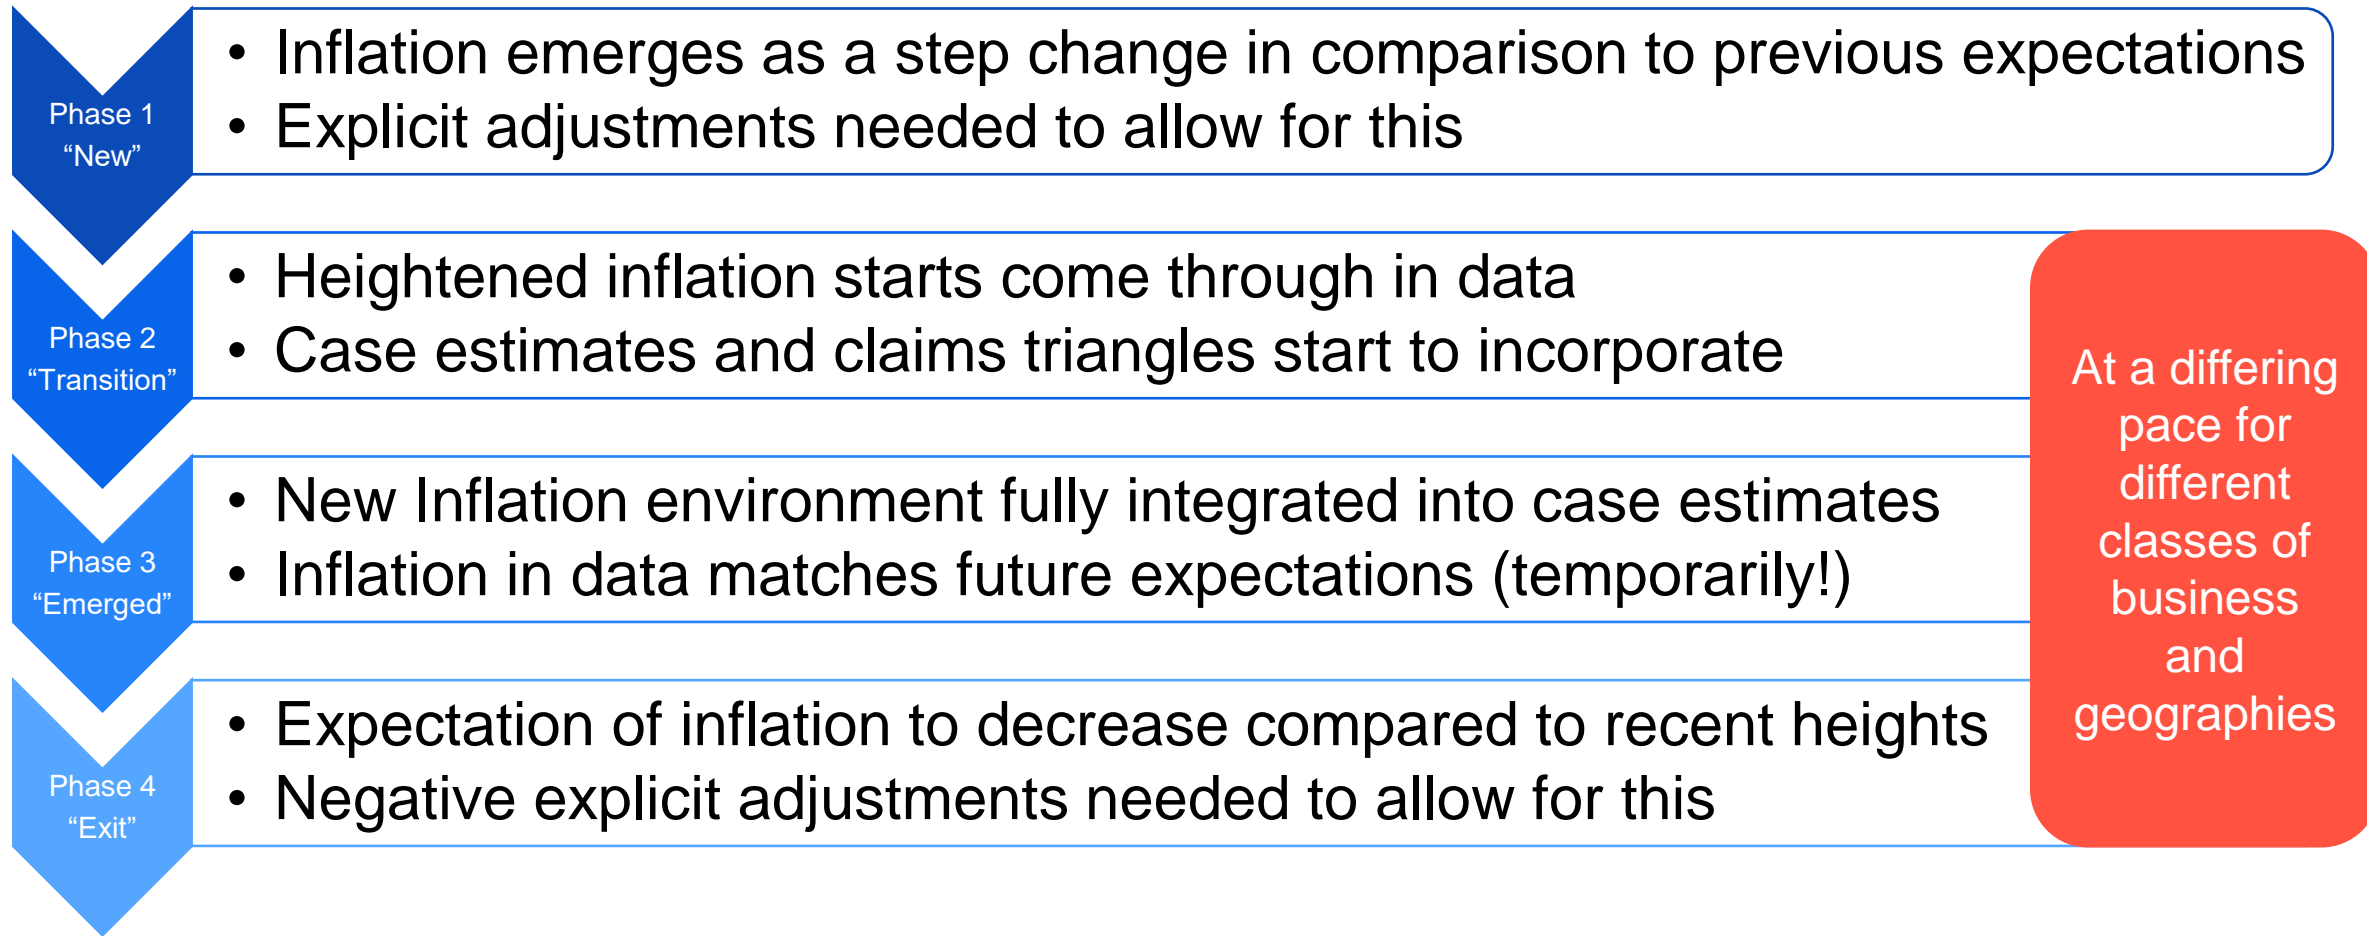 Phase 1
“New”
• Inflation emerges as a step change in comparison to previous expectations
• Explicit adjustments needed to allow for this
Phase 2
“Transition”
• Heightened inflation starts come through in data
• Case estimates and claims triangles start to incorporate
Phase 3
“Emerged”
• New Inflation environment fully integrated into case estimates
• Inflation in data matches future expectations (temporarily!)
Phase 4
“Exit”
• Expectation of inflation to decrease compared to recent heights
• Negative explicit adjustments needed to allow for this
At a differing
pace for
different
classes of
business
and
geographies